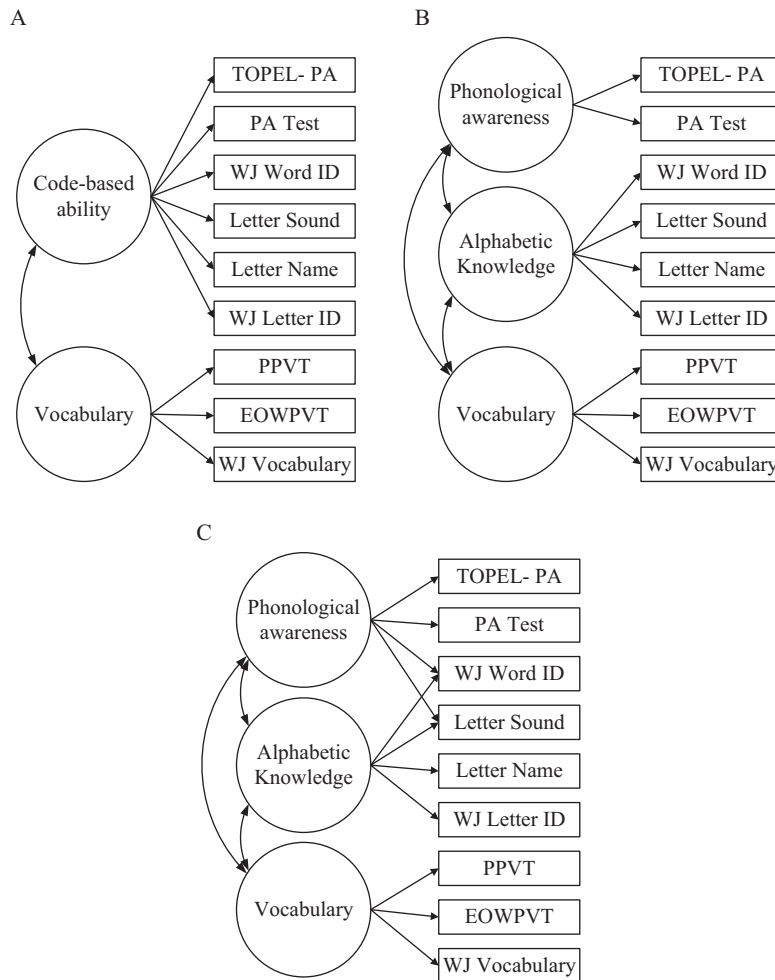 A
Code-based
ability
Vocabulary
TOPEL- PA
PA Test
WJ Word ID
Letter Sound
Letter Name
WJ Letter ID
PPVT
EOWPVT
WJ Vocabulary
B
Phonological
awareness
Alphabetic
Knowledge
Vocabulary
TOPEL- PA
PA Test
WJ Word ID
Letter Sound
Letter Name
WJ Letter ID
PPVT
EOWPVT
WJ Vocabulary
C
Phonological
awareness
Alphabetic
Knowledge
Vocabulary
TOPEL- PA
PA Test
WJ Word ID
Letter Sound
Letter Name
WJ Letter ID
PPVT
EOWPVT
WJ Vocabulary